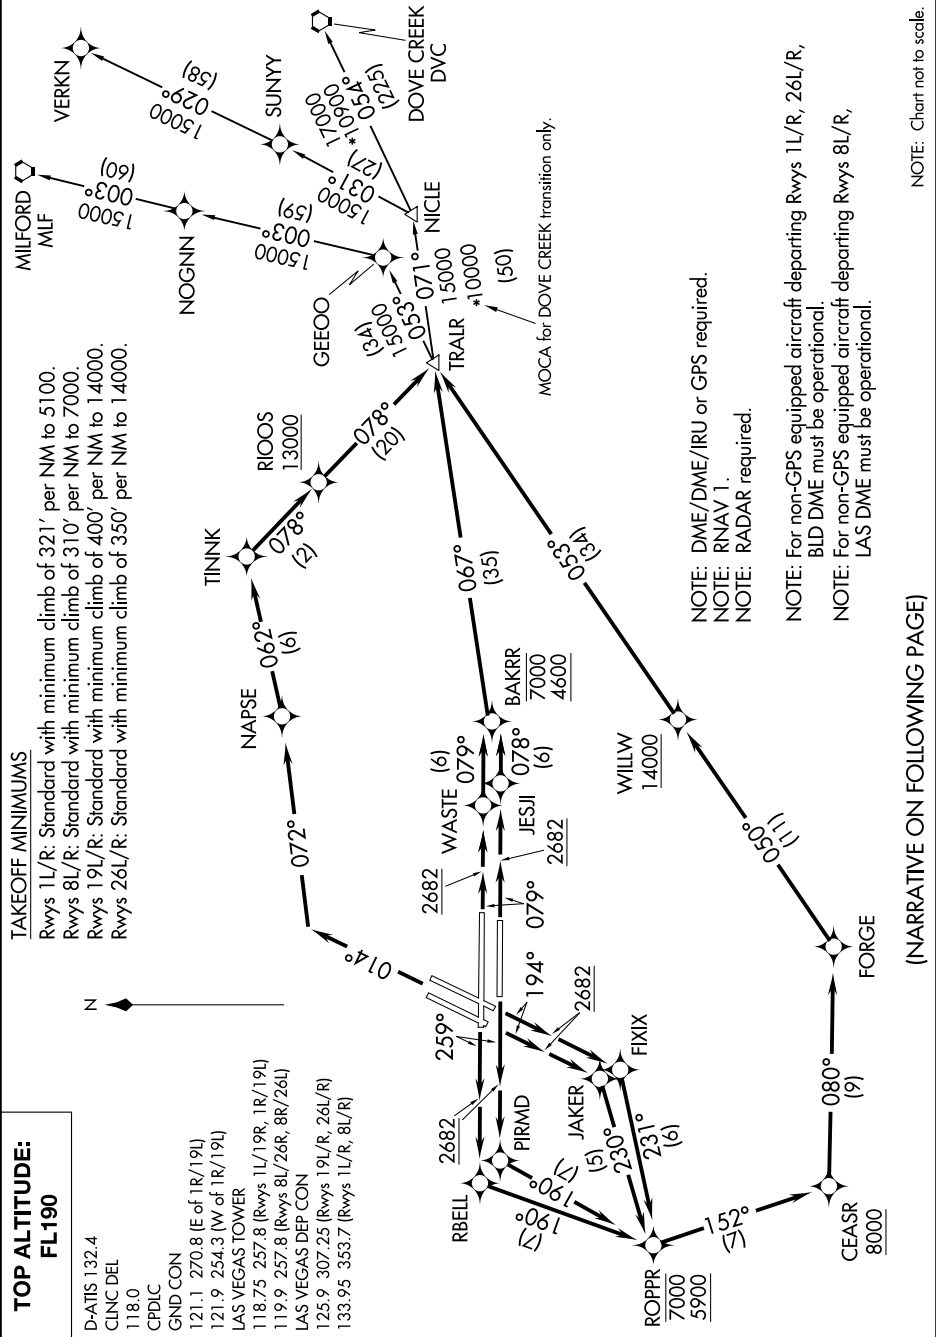 TOP ALTITUDE:
FL190
D-ATIS 132.4
CLNC DEL
118.0
CPDLC
GND CON
121.1 270.8 (E of 1R/19L)
121.9 254.3 (W of 1R/19L)
LAS VEGAS TOWER
118.75 257.8 (Rwys 1L/19R, 1R/19L)
119.9 257.8 (Rwys 8L/26R, 8R/26L)
LAS VEGAS DEP CON
125.9 307.25 (Rwys 19L/R, 26L/R)
133.95 353.7 (Rwys 1L/R, 8L/R)
TAKEOFF MINIMUMS
Rwys 1L/R: Standard with minimum climb of 321' per NM to 5100.
Rwys 8L/R: Standard with minimum climb of 310' per NM to 7000.
Rwys 19L/R: Standard with minimum climb of 400' per NM to 14000.
Rwys 26L/R: Standard with minimum climb of 350' per NM to 14000.
N
MILFORD
MLF
15000
003°
(60)
NOGNN
15000
003°
(59)
GEEOO
(34)
15000
053°
VERKN
15000
029°
(58)
SUNYY
15000
031°
(27)
17000
*10900
054°
(225)
DOVE CREEK
DVC
NICLE
071°
15000
*10000
(50)
TRALR
MOCA for DOVE CREEK transition only.
014°
072°
NAPSE
062°
(6)
TINNK
078°
(2)
RIOOS
13000
078°
(20)
RBELL
2682
259°
PIRMD
190°
(7)
190°
(7)
2682
WASTE
(6)
079°
079°
2682
JESJI
078°
(6)
BAKRR
7000
4600
067°
(35)
194°
2682
JAKER
FIXIX
(5)
230°
231°
(6)
ROPPR
7000
5900
152°
(7)
CEASR
8000
080°
(9)
FORGE
050°
(11)
WILLW
14000
053°
(34)
NOTE: DME/DME/IRU or GPS required.
NOTE: RNAV 1.
NOTE: RADAR required.
NOTE: For non-GPS equipped aircraft departing Rwys 1L/R, 26L/R,
BLD DME must be operational.
NOTE: For non-GPS equipped aircraft departing Rwys 8L/R,
LAS DME must be operational.
(NARRATIVE ON FOLLOWING PAGE)
NOTE: Chart not to scale.